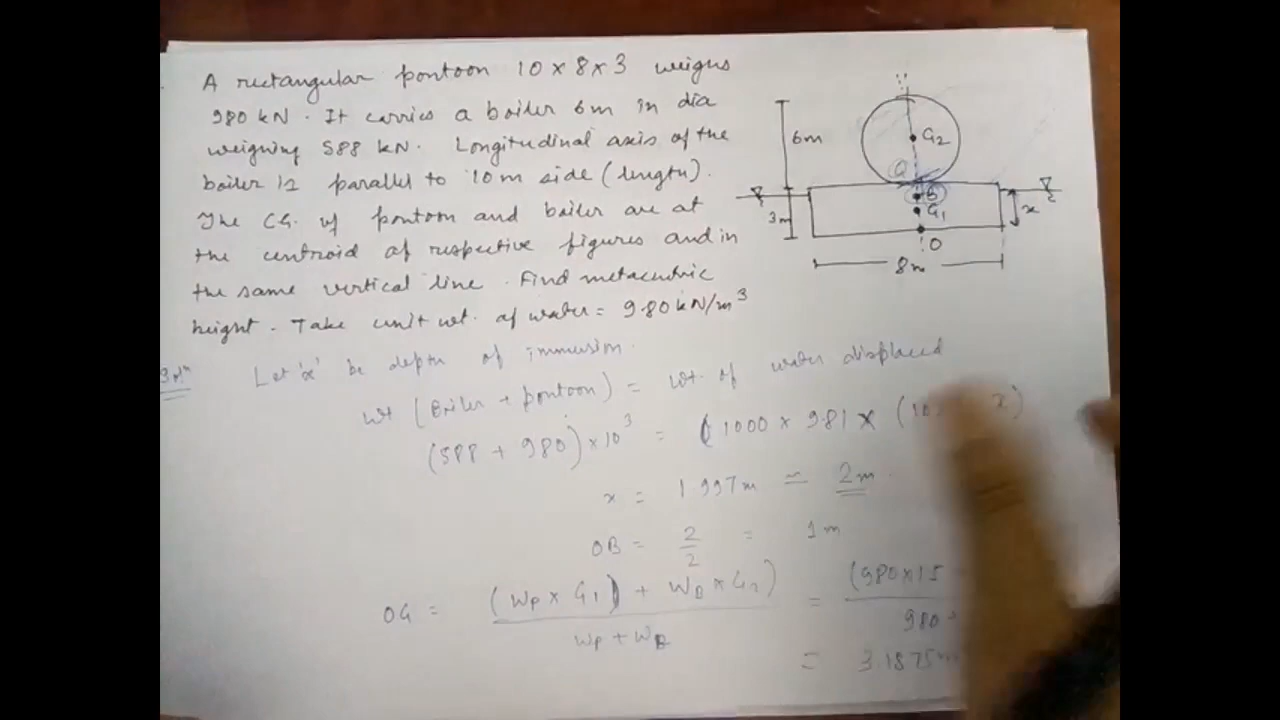 A rectangular pontoon 10 x 8 x 3 weighs
980 kN. It carries a boiler 6m in dia
weighing 588 kN. Longitudinal axis of the
boiler is parallel to 10m side (length).
The CG. of pontoon and boiler are at
the centroid of respective figures and in
the same vertical line. Find metacentric
height. Take unit wt. of water = 9.80 kN/m³
6m
G2
G
B
G1
3m
x
O
8m
Soln
Let 'x' be depth of immersion.
wt (Boiler + pontoon) = wt of water displaced
(588 + 980) x 10³ = (1000 x 9.81 x (10 x)
x = 1.997m ≃ 2m.
OB = 2/2 = 1m
OG = (Wp x G1) + WB x G2) / Wp + WB = (980 x 1.5 / 980 +
= 3.1875m